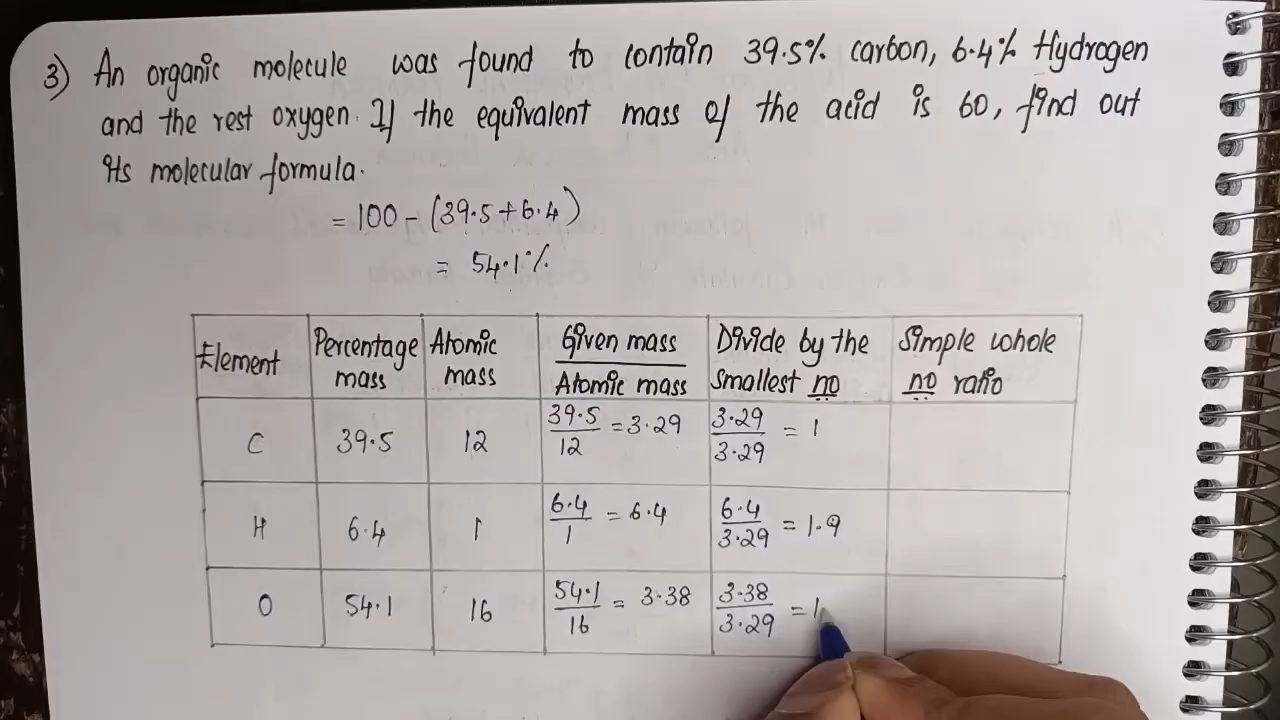 3) An organic molecule was found to contain 39.5% carbon, 6.4% Hydrogen
and the rest oxygen. If the equivalent mass of the acid is 60, find out
its molecular formula.
= 100 - (39.5+6.4)
= 54.1%
Element Percentage mass Atomic mass Given mass / Atomic mass Divide by the smallest no Simple whole no ratio
C 39.5 12 39.5/12 = 3.29 3.29/3.29 = 1
H 6.4 1 6.4/1 = 6.4 6.4/3.29 = 1.9
O 54.1 16 54.1/16 = 3.38 3.38/3.29 = 1